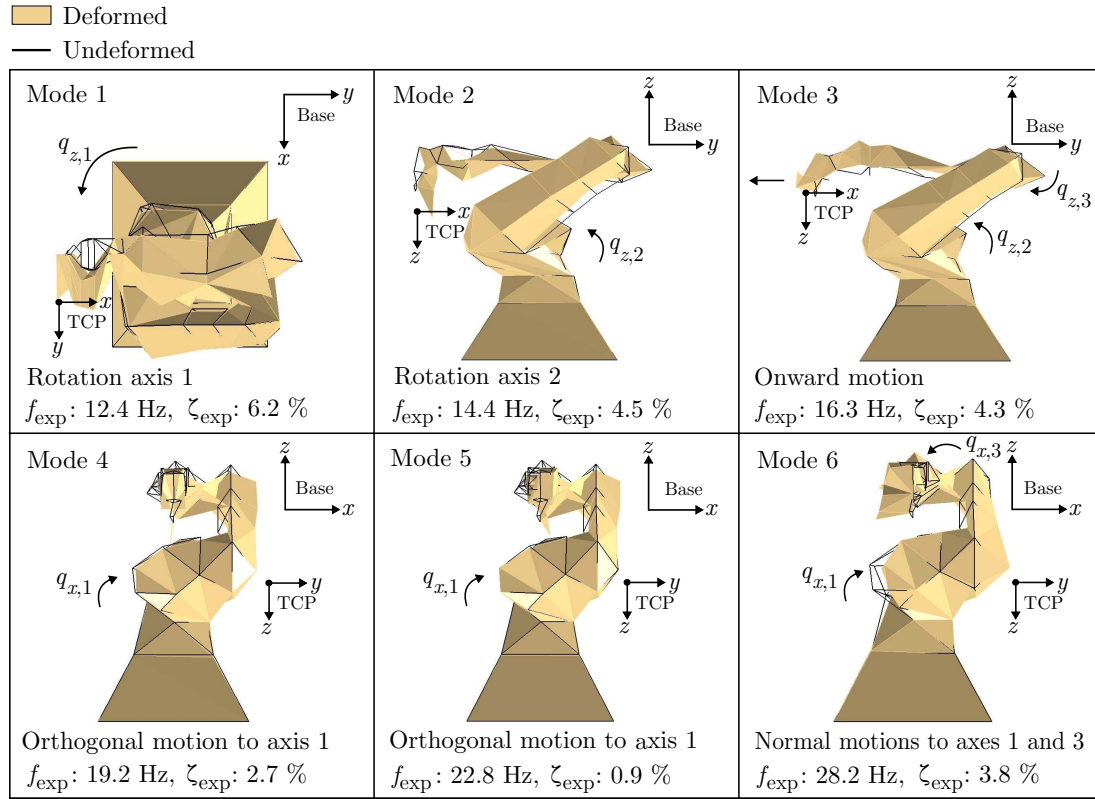 Deformed
Undeformed
Mode 1
y
Base
x
q_{z,1}
x
TCP
y
Rotation axis 1
f_exp: 12.4 Hz, ζ_exp: 6.2 %
Mode 2
z
Base
y
x
TCP
z
q_{z,2}
Rotation axis 2
f_exp: 14.4 Hz, ζ_exp: 4.5 %
Mode 3
z
Base
y
x
TCP
z
q_{z,3}
q_{z,2}
Onward motion
f_exp: 16.3 Hz, ζ_exp: 4.3 %
Mode 4
z
Base
x
q_{x,1}
y
TCP
z
Orthogonal motion to axis 1
f_exp: 19.2 Hz, ζ_exp: 2.7 %
Mode 5
z
Base
x
q_{x,1}
y
TCP
z
Orthogonal motion to axis 1
f_exp: 22.8 Hz, ζ_exp: 0.9 %
Mode 6
q_{x,3}
z
Base
x
q_{x,1}
y
TCP
z
Normal motions to axes 1 and 3
f_exp: 28.2 Hz, ζ_exp: 3.8 %